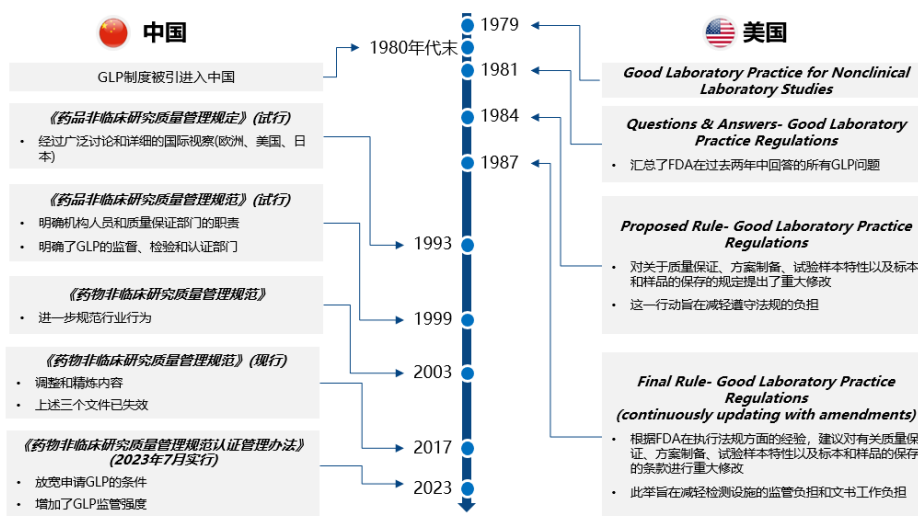 中国
GLP制度被引进入中国
《药品非临床研究质量管理规定》(试行)
• 经过广泛讨论和详细的国际视察(欧洲、美国、日
本)
《药品非临床研究质量管理规范》(试行)
• 明确机构人员和质量保证部门的职责
• 明确了GLP的监督、检验和认证部门
《药物非临床研究质量管理规范》
• 进一步规范行业行为
《药物非临床研究质量管理规范》(现行)
• 调整和精炼内容
• 上述三个文件已失效
《药物非临床研究质量管理规范认证管理办法》
(2023年7月实行)
• 放宽申请GLP的条件
• 增加了GLP监管强度
1979
1980年代末
1981
1984
1987
1993
1999
2003
2017
2023
美国
Good Laboratory Practice for Nonclinical
Laboratory Studies
Questions & Answers- Good Laboratory
Practice Regulations
• 汇总了FDA在过去两年中回答的所有GLP问题
Proposed Rule- Good Laboratory Practice
Regulations
• 对关于质量保证、方案制备、试验样本特性以及标本
和样品的保存的规定提出了重大修改
• 这一行动旨在减轻遵守法规的负担
Final Rule- Good Laboratory Practice
Regulations
(continuously updating with amendments)
• 根据FDA在执行法规方面的经验，建议对有关质量保
证、方案制备、试验样本特性以及标本和样品的保存
的条款进行重大修改
• 此举旨在减轻检测设施的监管负担和文书工作负担